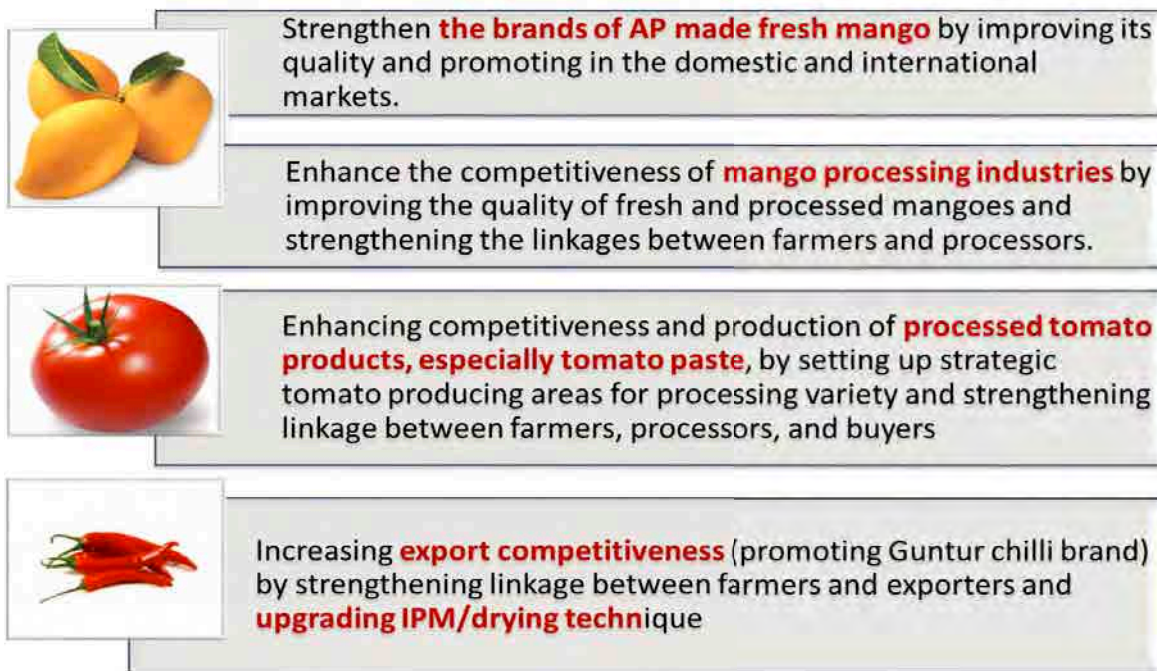 Strengthen the brands of AP made fresh mango by improving its
quality and promoting in the domestic and international
markets.
Enhance the competitiveness of mango processing industries by
improving the quality of fresh and processed mangoes and
strengthening the linkages between farmers and processors.
Enhancing competitiveness and production of processed tomato
products, especially tomato paste, by setting up strategic
tomato producing areas for processing variety and strengthening
linkage between farmers, processors, and buyers
Increasing export competitiveness (promoting Guntur chilli brand)
by strengthening linkage between farmers and exporters and
upgrading IPM/drying technique